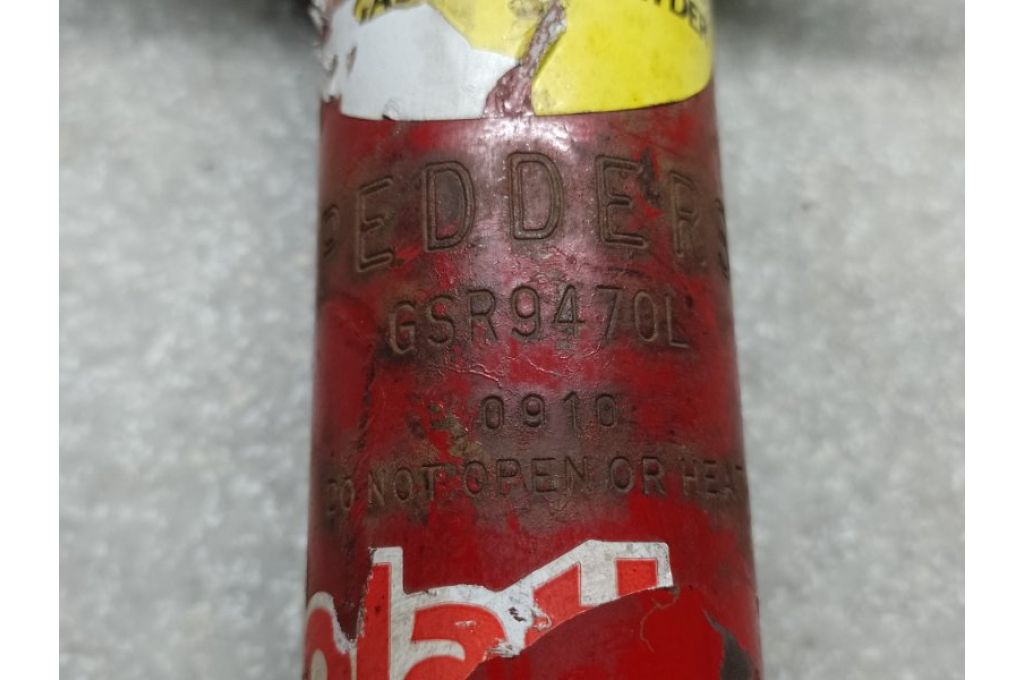 PEDDERS
GSR9470L
0910
DO NOT OPEN OR HEAT